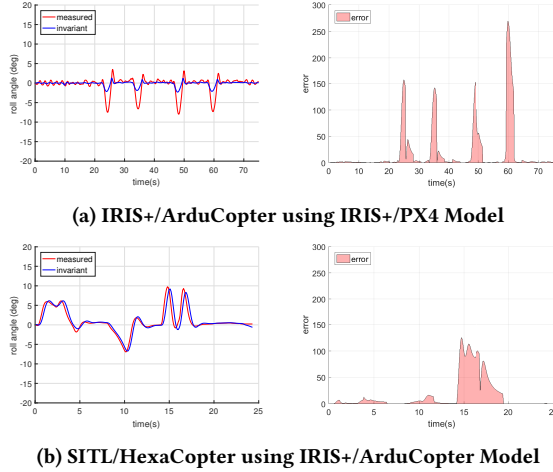 measured
invariant
roll angle (deg)
20
15
10
5
0
-5
-10
-15
-20
0 10 20 30 40 50 60 70
time(s)
error
error
300
250
200
150
100
50
0
0 10 20 30 40 50 60 70
time(s)
(a) IRIS+/ArduCopter using IRIS+/PX4 Model
measured
invariant
roll angle (deg)
20
15
10
5
0
-5
-10
-15
-20
0 5 10 15 20 25
time(s)
error
error
300
250
200
150
100
50
0
0 5 10 15 20 25
time(s)
(b) SITL/HexaCopter using IRIS+/ArduCopter Model